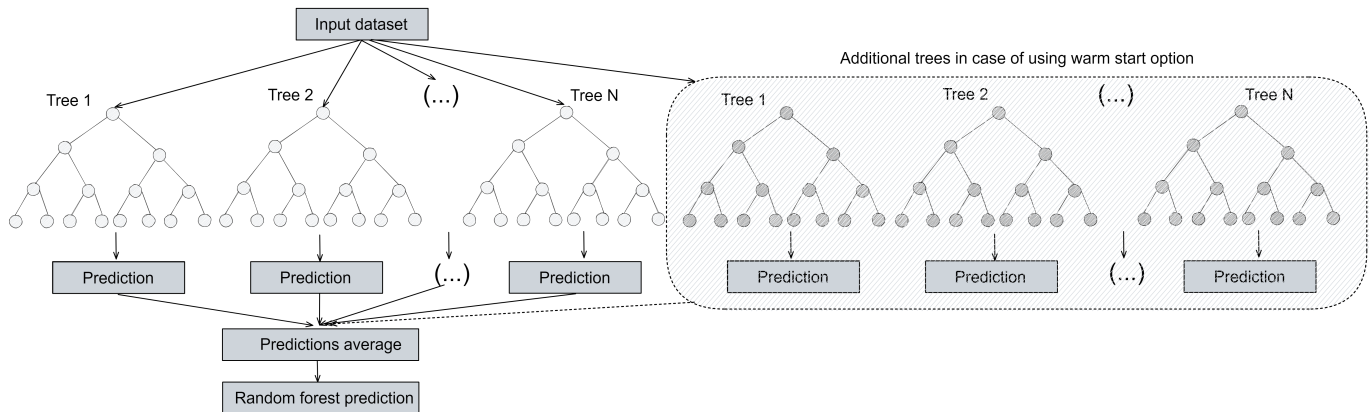 Input dataset
Additional trees in case of using warm start option
Tree 1
Tree 2
(...)
Tree N
Tree 1
Tree 2
(...)
Tree N
Prediction
Prediction
(...)
Prediction
Prediction
Prediction
(...)
Prediction
Predictions average
Random forest prediction